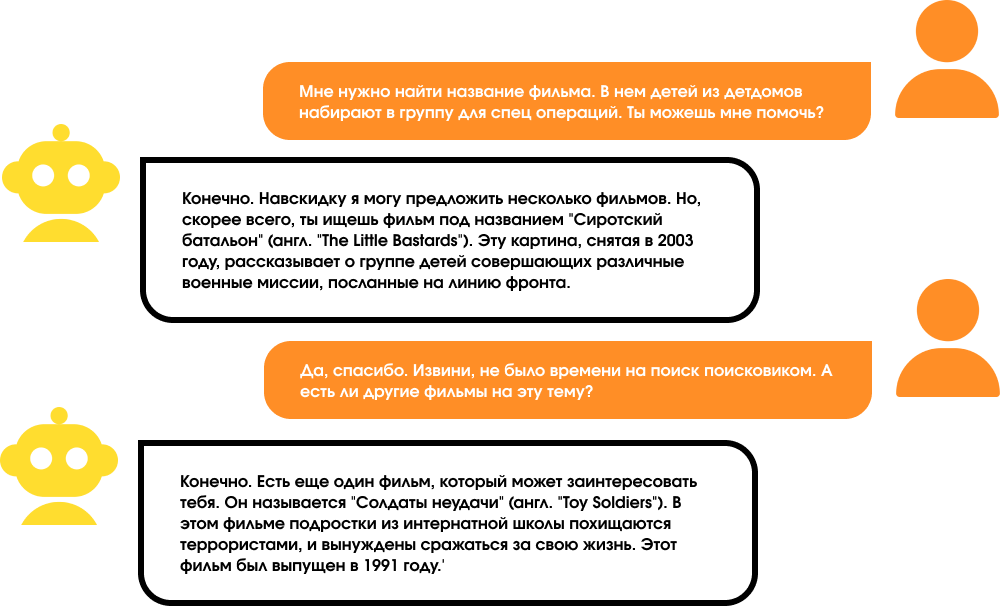 Мне нужно найти название фильма. В нем детей из детдомов
набирают в группу для спец операций. Ты можешь мне помочь?
Конечно. Навскидку я могу предложить несколько фильмов. Но,
скорее всего, ты ищешь фильм под названием "Сиротский
батальон" (англ. "The Little Bastards"). Эту картина, снятая в 2003
году, рассказывает о группе детей совершающих различные
военные миссии, посланные на линию фронта.
Да, спасибо. Извини, не было времени на поиск поисковиком. А
есть ли другие фильмы на эту тему?
Конечно. Есть еще один фильм, который может заинтересовать
тебя. Он называется "Солдаты неудачи" (англ. "Toy Soldiers"). В
этом фильме подростки из интернатной школы похищаются
террористами, и вынуждены сражаться за свою жизнь. Этот
фильм был выпущен в 1991 году.'